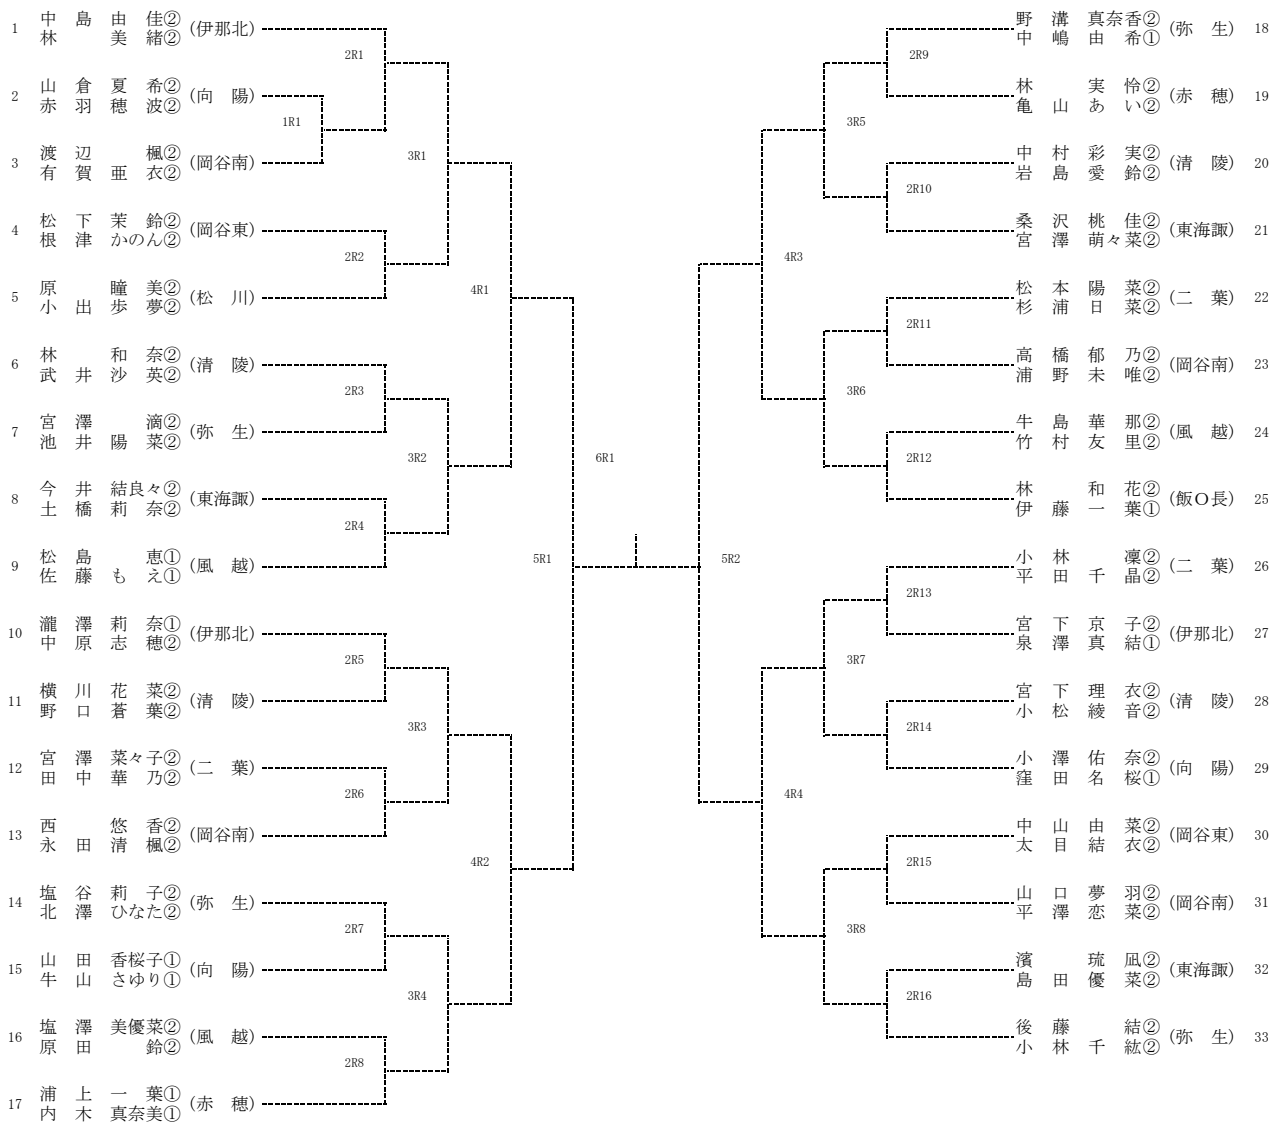 1 中島由佳② (伊那北)
林美緒②
2R1
2 山倉夏希② (向陽)
赤羽穂波②
1R1
3 渡辺楓② (岡谷南)
有賀亜衣②
3R1
4 松下茉鈴② (岡谷東)
根津かのん②
2R2
5 原瞳美② (松川)
小出歩夢②
4R1
6 林和奈② (清陵)
武井沙英②
2R3
7 宮澤滴② (弥生)
池井陽菜②
3R2
8 今井結良々② (東海諏)
土橋莉奈②
2R4
9 松島恵① (風越)
佐藤もえ①
5R1
10 瀧澤莉奈① (伊那北)
中原志穂②
2R5
11 横川花菜② (清陵)
野口蒼葉②
3R3
12 宮澤菜々子② (二葉)
田中華乃②
2R6
13 西悠香② (岡谷南)
永田清楓②
4R2
14 塩谷莉子② (弥生)
北澤ひなた②
2R7
15 山田香桜子① (向陽)
牛山さゆり①
3R4
16 塩澤美優菜② (風越)
原田鈴②
2R8
17 浦上一葉① (赤穂)
内木真奈美①
6R1
野溝真奈香② (弥生) 18
中嶋由希①
2R9
林実怜② (赤穂) 19
亀山あい②
3R5
中村彩実② (清陵) 20
岩島愛鈴②
2R10
桑沢桃佳② (東海諏) 21
宮澤萌々菜②
4R3
松本陽菜② (二葉) 22
杉浦日菜②
2R11
高橋郁乃② (岡谷南) 23
浦野未唯②
3R6
牛島華那② (風越) 24
竹村友里②
2R12
林和花② (飯O長) 25
伊藤一葉①
5R2
小林凜② (二葉) 26
平田千晶②
2R13
宮下京子② (伊那北) 27
泉澤真結①
3R7
宮下理衣② (清陵) 28
小松綾音②
2R14
小澤佑奈② (向陽) 29
窪田名桜①
4R4
中山由菜② (岡谷東) 30
太目結衣②
2R15
山口夢羽② (岡谷南) 31
平澤恋菜②
3R8
濱琉凪② (東海諏) 32
島田優菜②
2R16
後藤結② (弥生) 33
小林千紘②